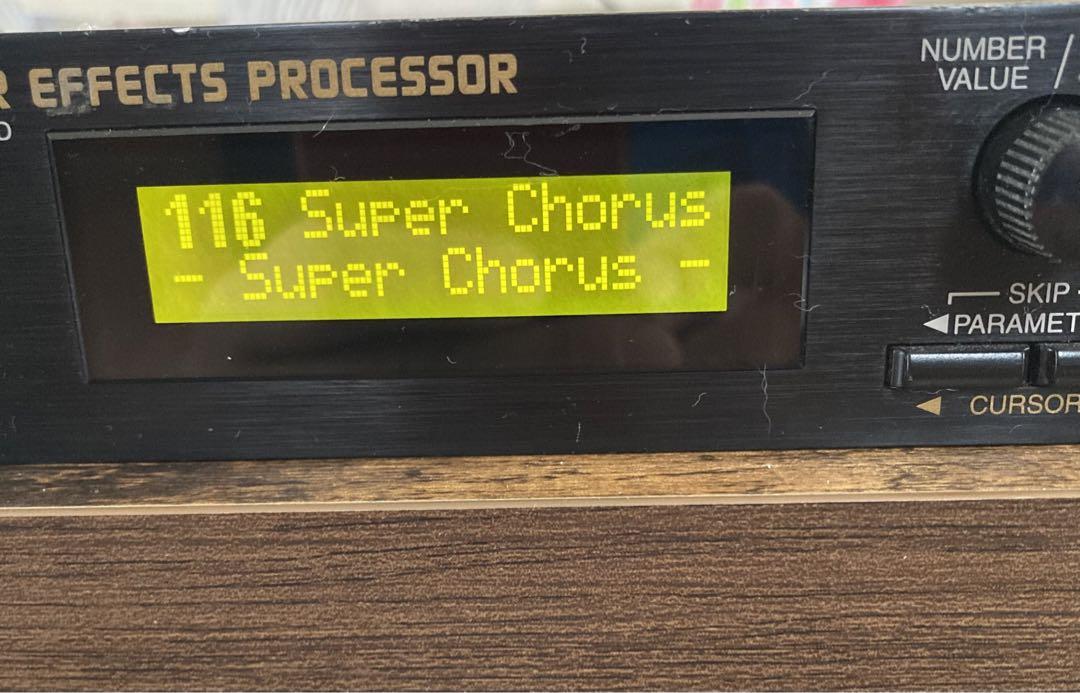 R EFFECTS PROCESSOR
116 Super Chorus
- Super Chorus -
NUMBER /
VALUE
SKIP
◀PARAMET
◀ CURSOR